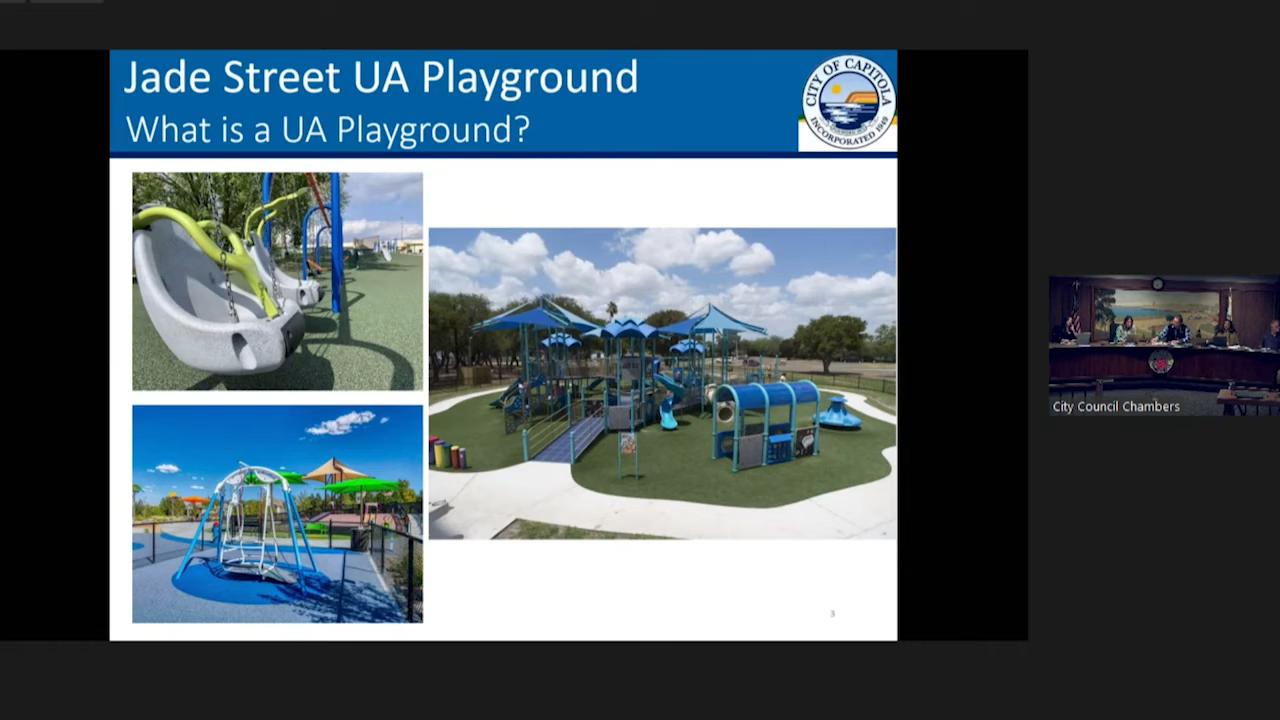 Jade Street UA Playground
What is a UA Playground?
CITY OF CAPITOLA
INCORPORATED 1949
3
City Council Chambers